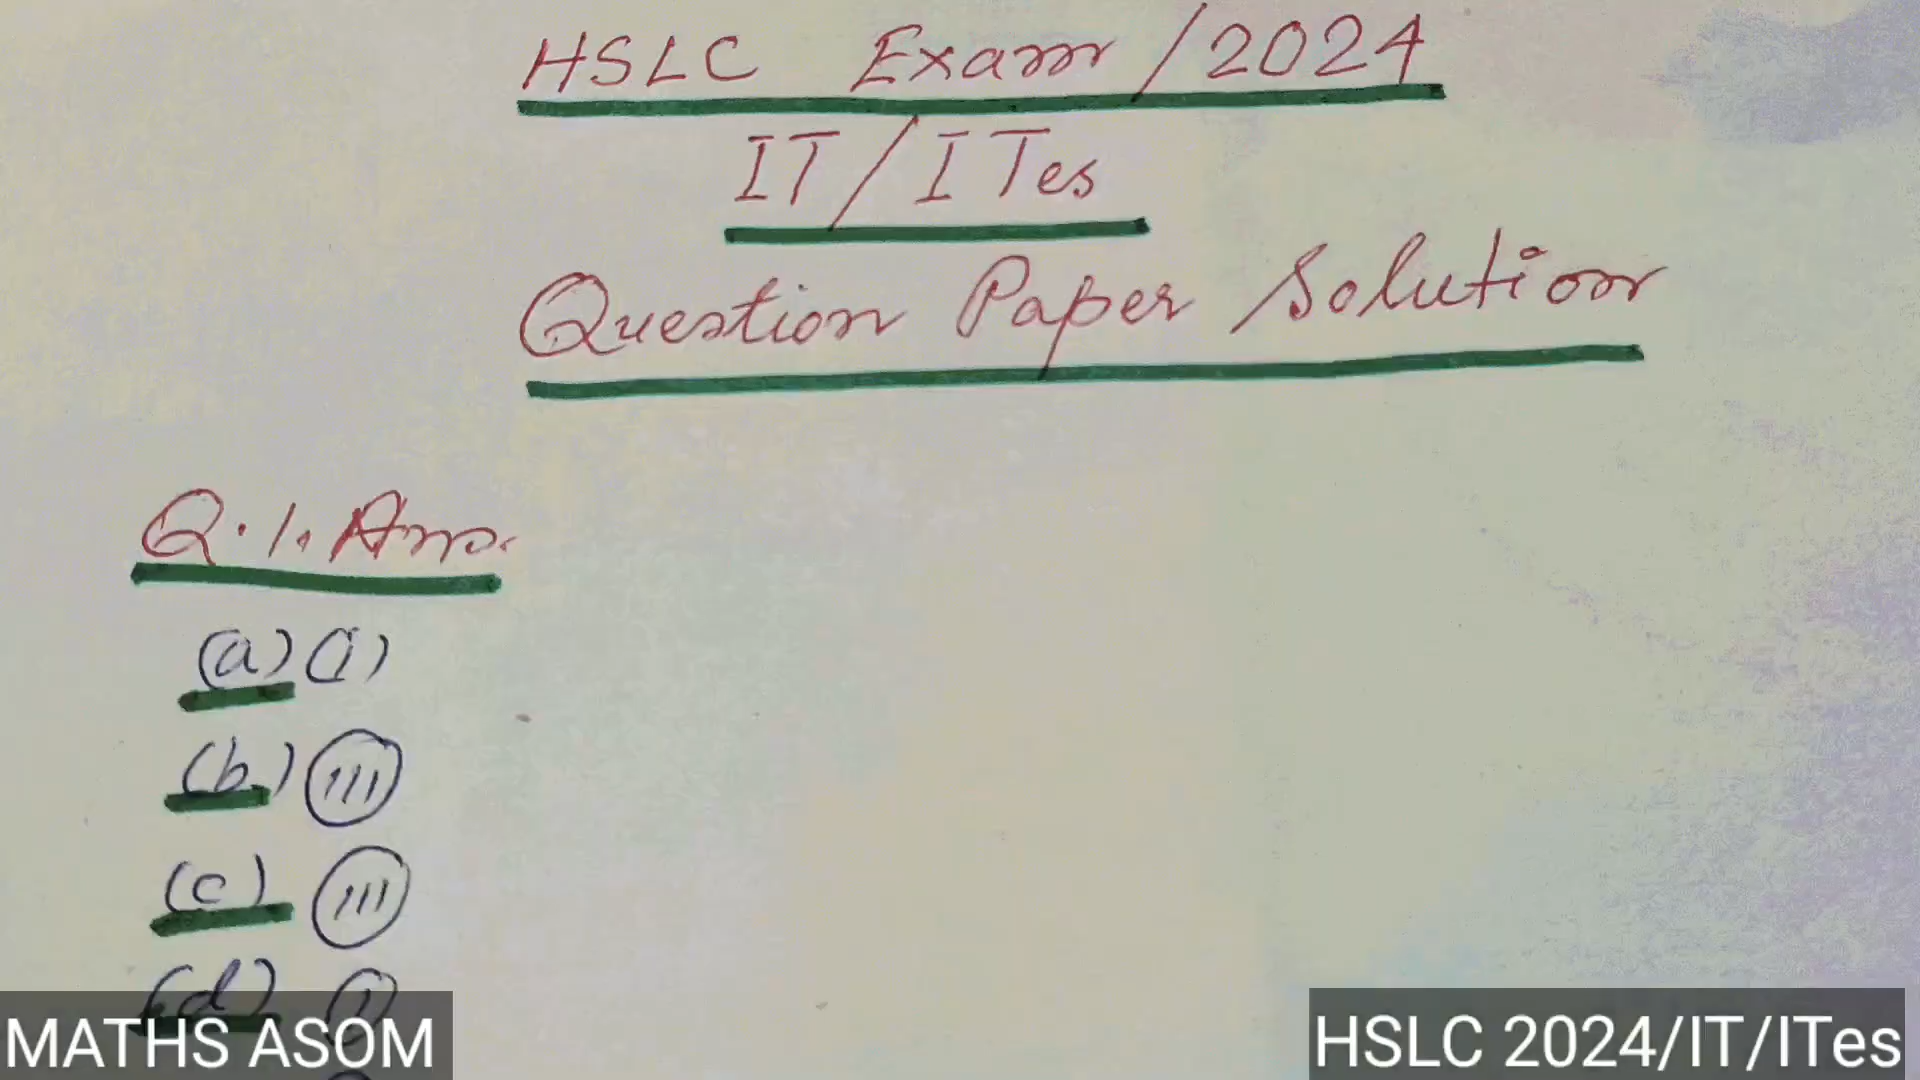 HSLC Exam/2024
IT/ITes
Question Paper Solution
Q.1. Ans.
(a) (i)
(b) (iii)
(c) (iii)
(d) (i)
MATHS ASOM
HSLC 2024/IT/ITes